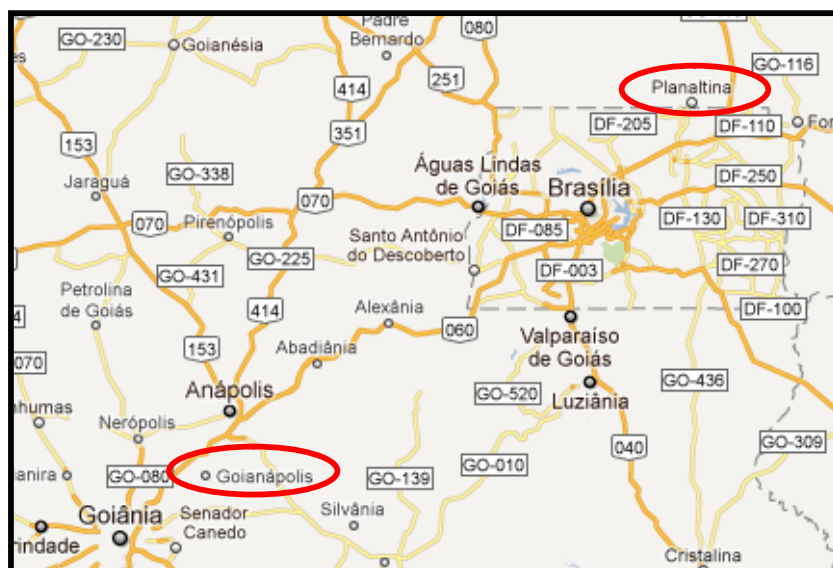 Padre
Bernardo
080
GO-230
Goianésia
GO-116
Planaltina
251
414
DF-205
DF-110
351
153
Águas Lindas
de Goiás
Brasília
DF-250
GO-338
Jaraguá
070
070
Pirenópolis
DF-130
DF-310
DF-085
Santo Antônio
do Descoberto
GO-225
GO-431
DF-003
DF-270
Petrolina
de Goiás
414
Alexânia
DF-100
060
Valparaíso
de Goiás
153
Abadiânia
070
GO-436
Anápolis
GO-520
Luziânia
Nerópolis
040
GO-309
GO-080
Goianápolis
GO-139
GO-010
Goiânia
Senador
Canedo
Silvânia
Cristalina